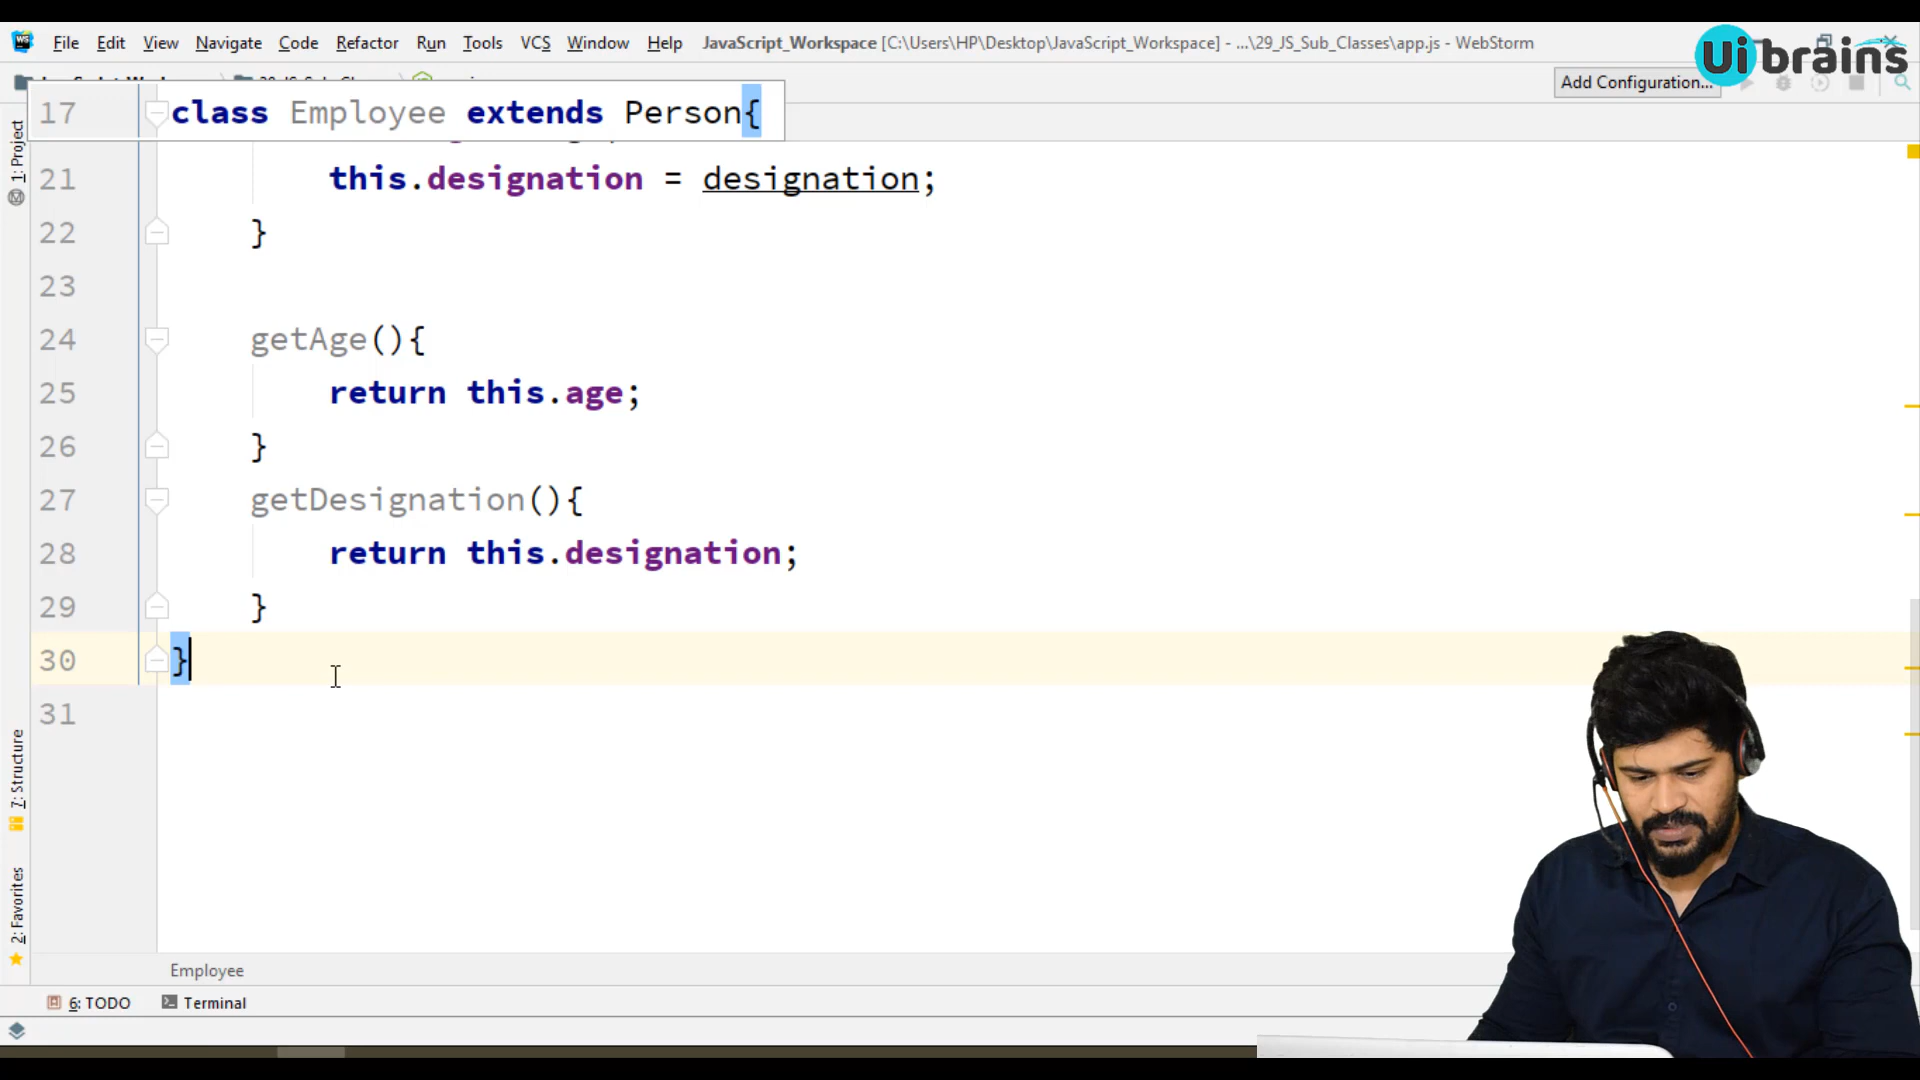 File Edit View Navigate Code Refactor Run Tools VCS Window Help JavaScript_Workspace [C:\Users\HP\Desktop\JavaScript_Workspace] - ...\29_JS_Sub_Classes\app.js - WebStorm
Ui brains
Add Configuration...
17 class Employee extends Person{
1: Project
21 this.designation = designation;
22 }
23
24 getAge(){
25 return this.age;
26 }
27 getDesignation(){
28 return this.designation;
29 }
30 }
31
7: Structure
2: Favorites
Employee
6: TODO Terminal